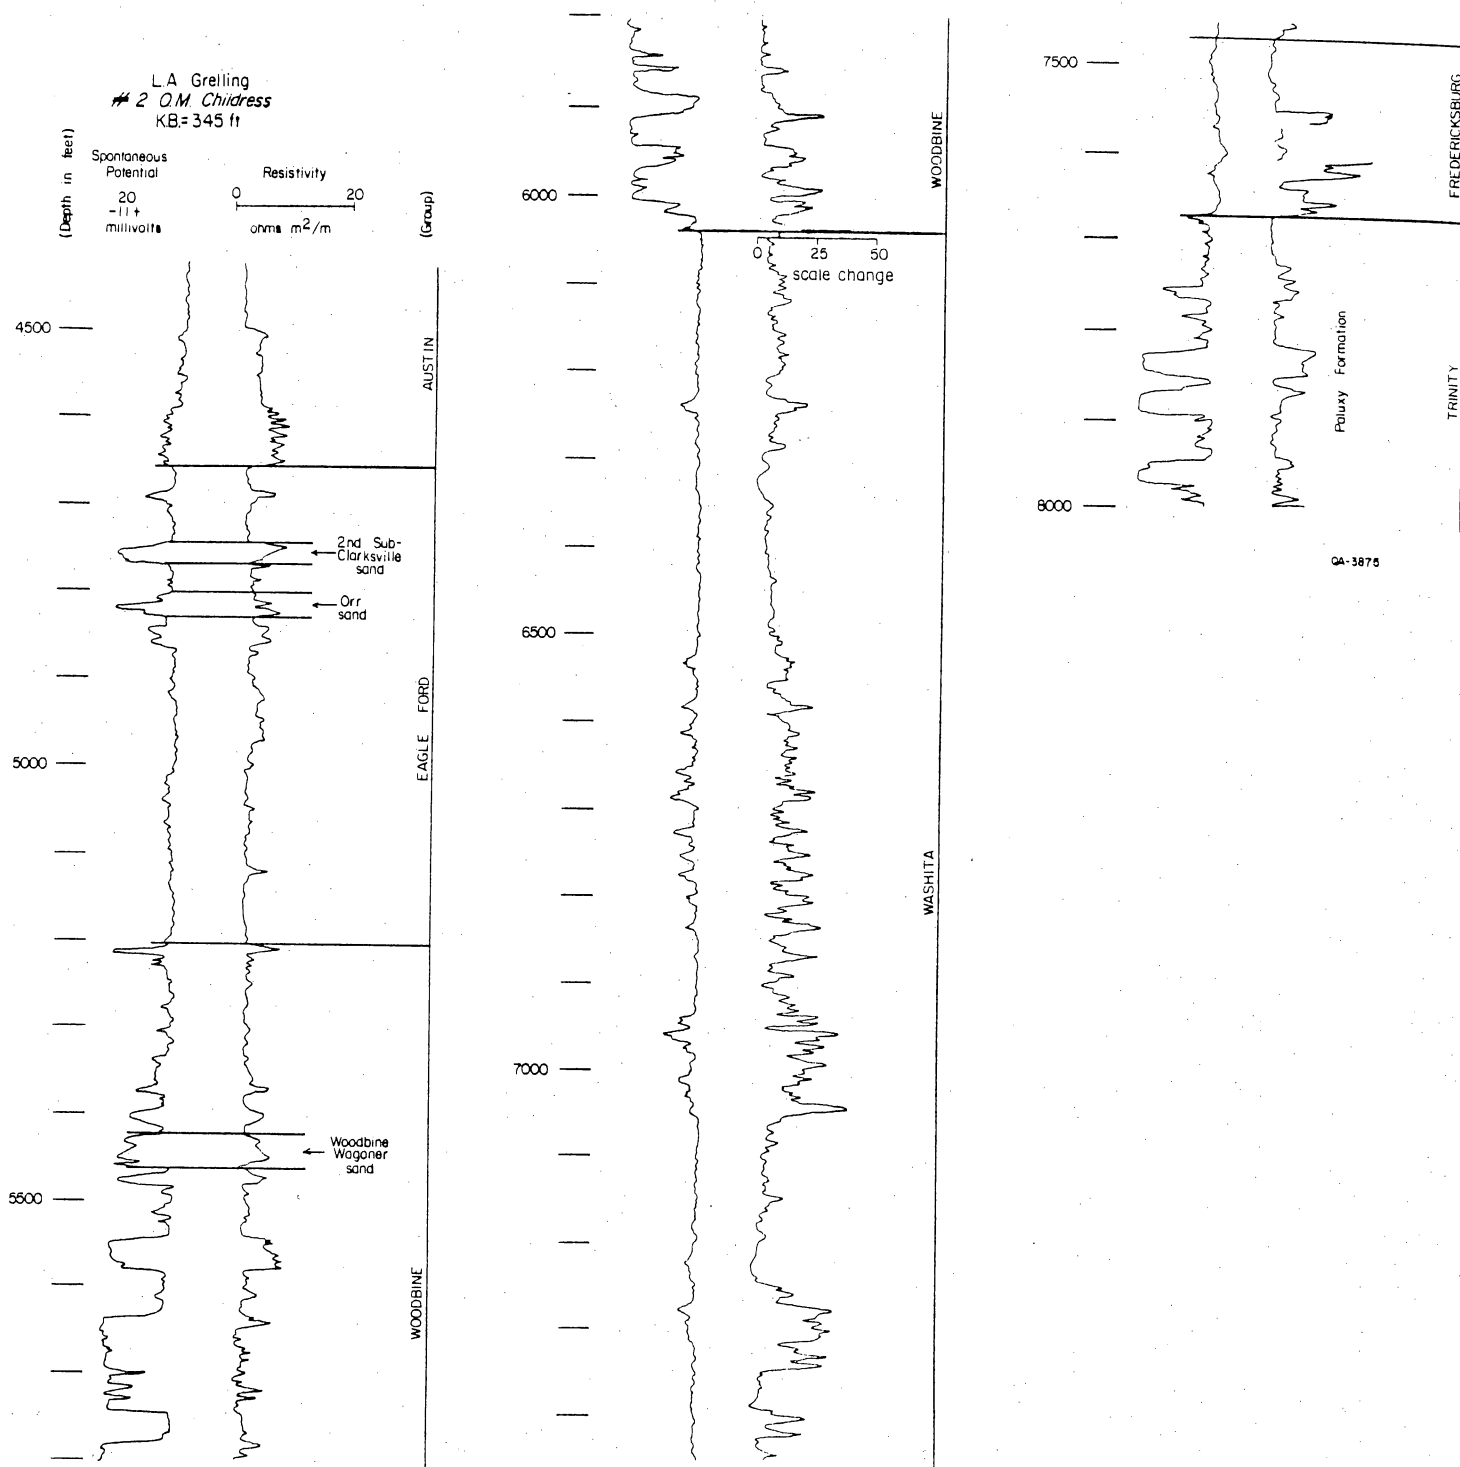 L.A Grelling
# 2 O.M. Childress
K.B.= 345 ft
(Depth in feet)
Spontaneous
Potential
20
-||+
millivolts
Resistivity
0 20
ohms m²/m
(Group)
4500
AUSTIN
2nd Sub-
Clarksville
sand
Orr
sand
5000
EAGLE FORD
Woodbine
Wagoner
sand
5500
WOODBINE
6000
WOODBINE
0 25 50
scale change
6500
WASHITA
7000
7500
FREDERICKSBURG
Paluxy Formation
TRINITY
8000
QA-3875